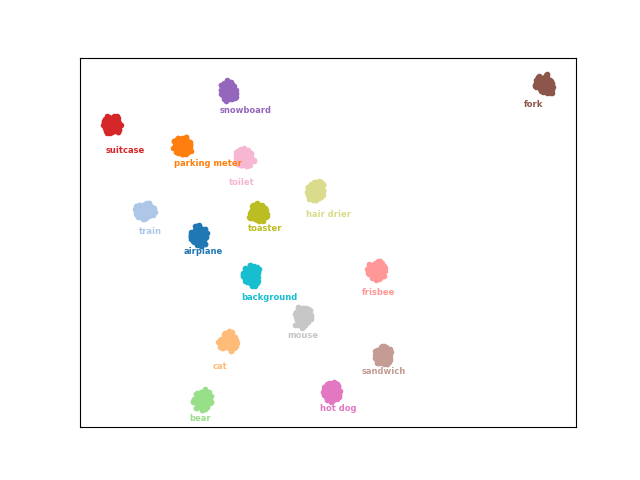 fork
snowboard
suitcase
parking meter
toilet
hair drier
toaster
train
airplane
frisbee
background
mouse
cat
sandwich
hot dog
bear